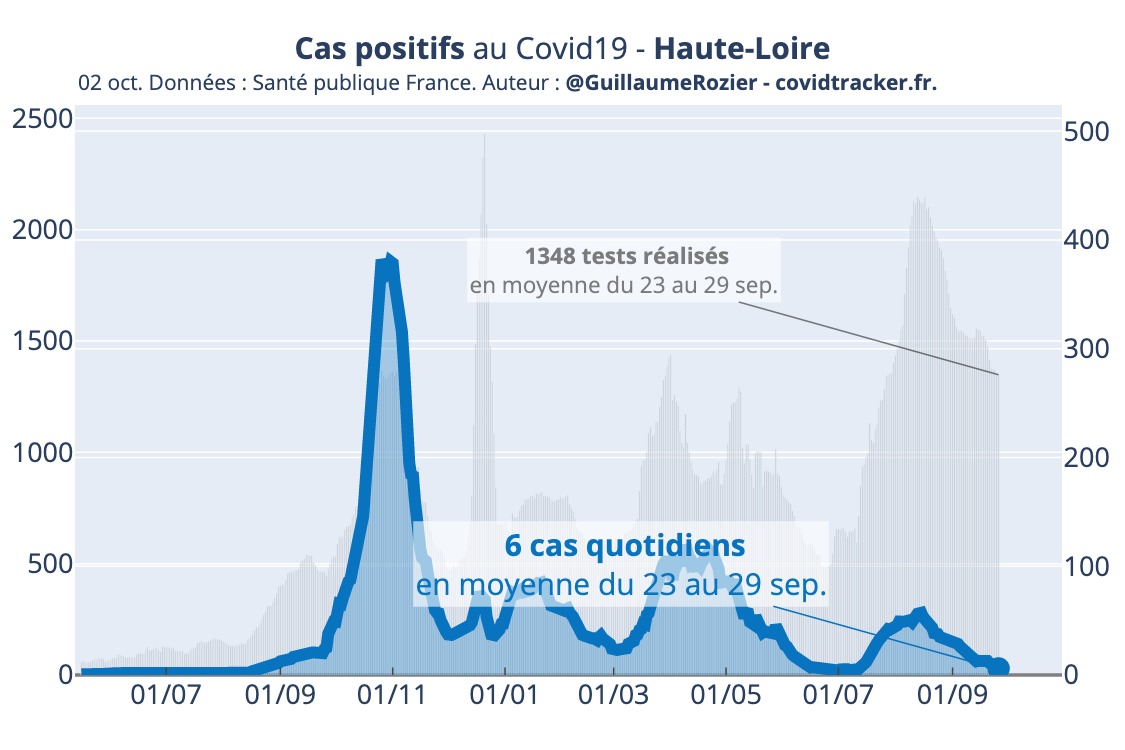 Cas positifs au Covid19 - Haute-Loire
02 oct. Données : Santé publique France. Auteur : @GuillaumeRozier - covidtracker.fr.
2500
2000
1500
1000
500
0
500
400
300
200
100
0
1348 tests réalisés
en moyenne du 23 au 29 sep.
6 cas quotidiens
en moyenne du 23 au 29 sep.
01/07 01/09 01/11 01/01 01/03 01/05 01/07 01/09